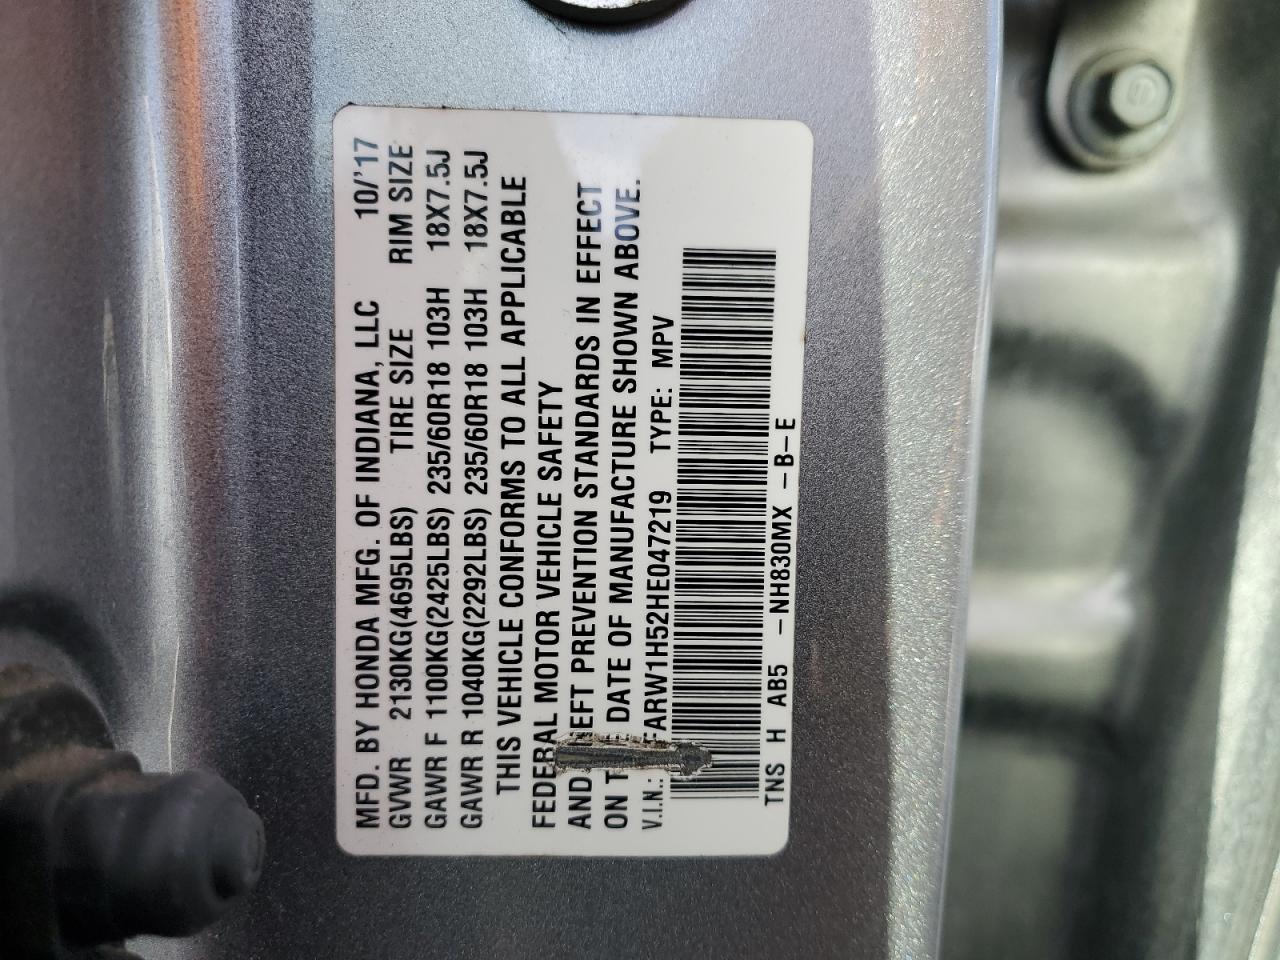 MFD. BY HONDA MFG. OF INDIANA, LLC 10/'17
GVWR 2130KG(4695LBS) TIRE SIZE RIM SIZE
GAWR F 1100KG(2425LBS) 235/60R18 103H 18X7.5J
GAWR R 1040KG(2292LBS) 235/60R18 103H 18X7.5J
THIS VEHICLE CONFORMS TO ALL APPLICABLE
FEDERAL MOTOR VEHICLE SAFETY
AND THEFT PREVENTION STANDARDS IN EFFECT
ON THE DATE OF MANUFACTURE SHOWN ABOVE.
V.I.N.: FARW1H52HE047219 TYPE: MPV
TNS H AB5 -NH830MX -B-E